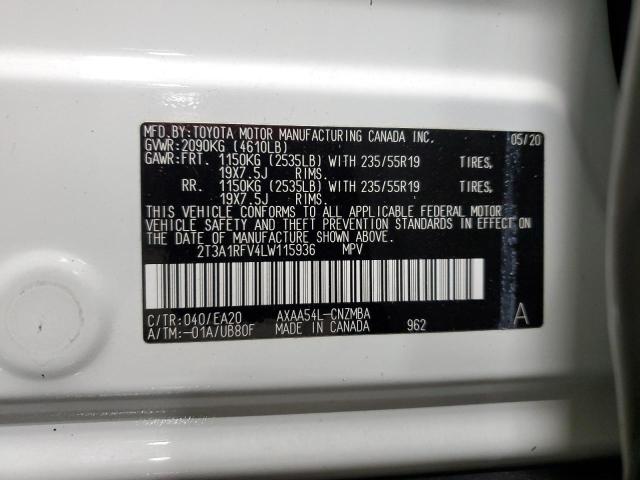 MFD.BY:TOYOTA MOTOR MANUFACTURING CANADA INC. 05/20
GVWR:2090KG (4610LB)
GAWR:FRT. 1150KG (2535LB) WITH 235/55R19 TIRES,
19X7.5J RIMS.
RR. 1150KG (2535LB) WITH 235/55R19 TIRES,
19X7.5J RIMS.
THIS VEHICLE CONFORMS TO ALL APPLICABLE FEDERAL MOTOR
VEHICLE SAFETY AND THEFT PREVENTION STANDARDS IN EFFECT ON
THE DATE OF MANUFACTURE SHOWN ABOVE.
2T3A1RFV4LW115936 MPV
C/TR:040/EA20 AXAA54L-CNZMBA
A/TM:-01A/UB80F MADE IN CANADA 962 A